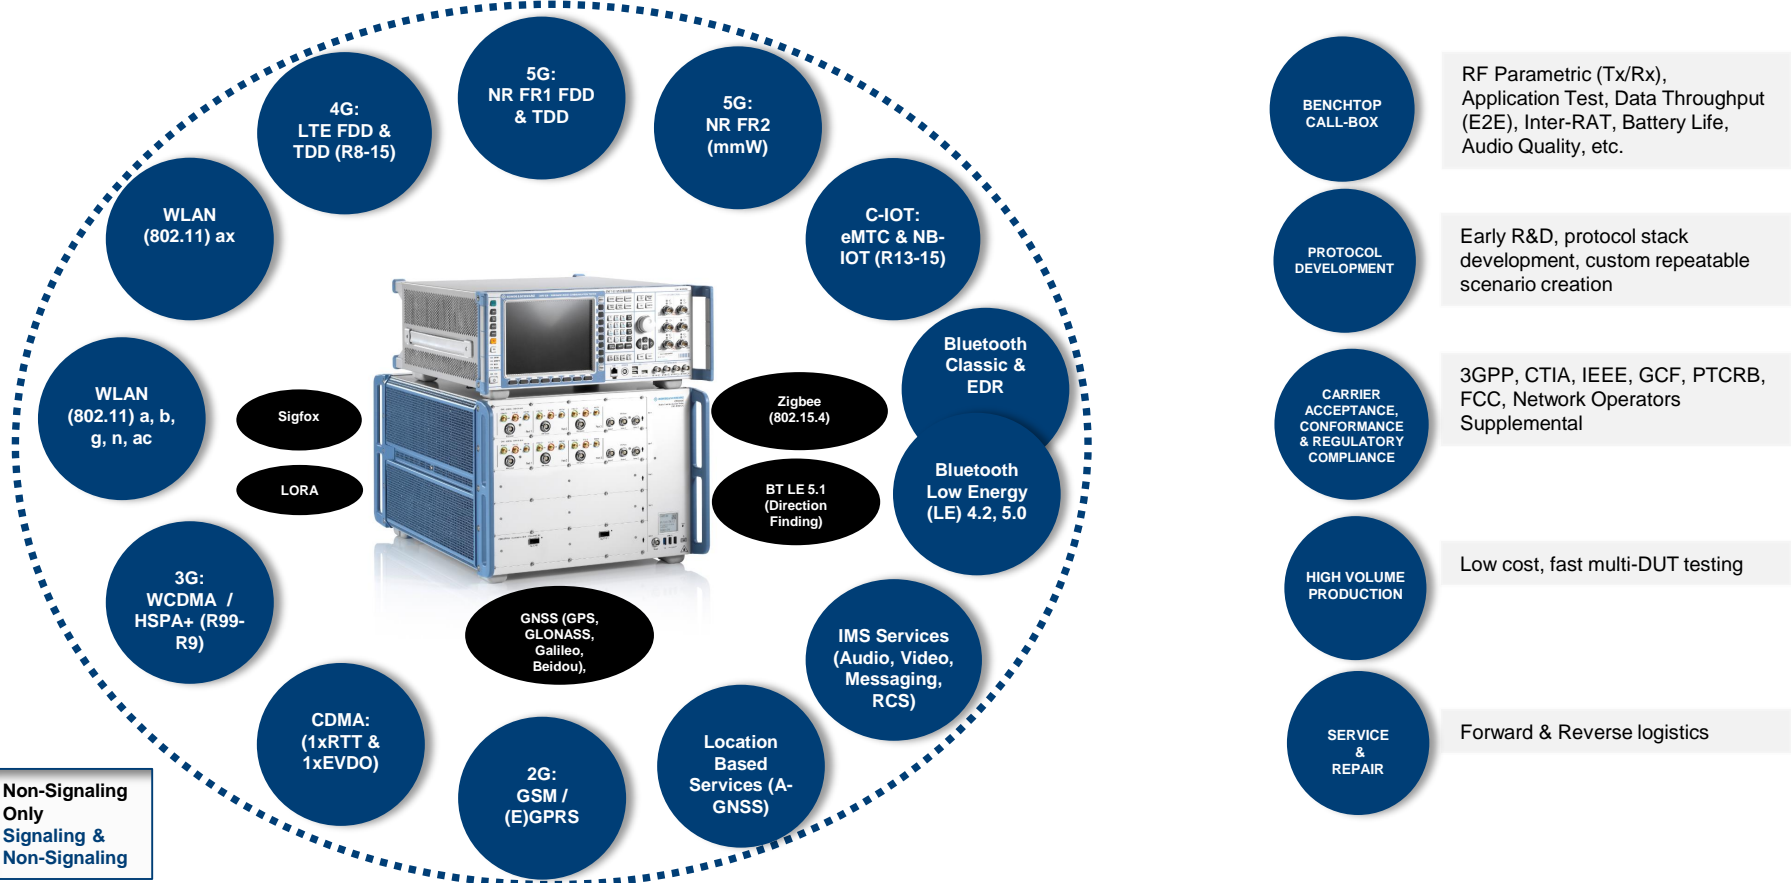 5G:
NR FR1 FDD
& TDD
4G:
LTE FDD &
TDD (R8-15)
5G:
NR FR2
(mmW)
WLAN
(802.11) ax
C-IOT:
eMTC & NB-
IOT (R13-15)
WLAN
(802.11) a, b,
g, n, ac
Bluetooth
Classic &
EDR
Sigfox
Zigbee
(802.15.4)
LORA
BT LE 5.1
(Direction
Finding)
Bluetooth
Low Energy
(LE) 4.2, 5.0
3G:
WCDMA /
HSPA+ (R99-
R9)
GNSS (GPS,
GLONASS,
Galileo,
Beidou),
IMS Services
(Audio, Video,
Messaging,
RCS)
CDMA:
(1xRTT &
1xEVDO)
2G:
GSM /
(E)GPRS
Location
Based
Services (A-
GNSS)
Non-Signaling
Only
Signaling &
Non-Signaling
BENCHTOP
CALL-BOX
RF Parametric (Tx/Rx),
Application Test, Data Throughput
(E2E), Inter-RAT, Battery Life,
Audio Quality, etc.
PROTOCOL
DEVELOPMENT
Early R&D, protocol stack
development, custom repeatable
scenario creation
CARRIER
ACCEPTANCE,
CONFORMANCE
& REGULATORY
COMPLIANCE
3GPP, CTIA, IEEE, GCF, PTCRB,
FCC, Network Operators
Supplemental
HIGH VOLUME
PRODUCTION
Low cost, fast multi-DUT testing
SERVICE
&
REPAIR
Forward & Reverse logistics